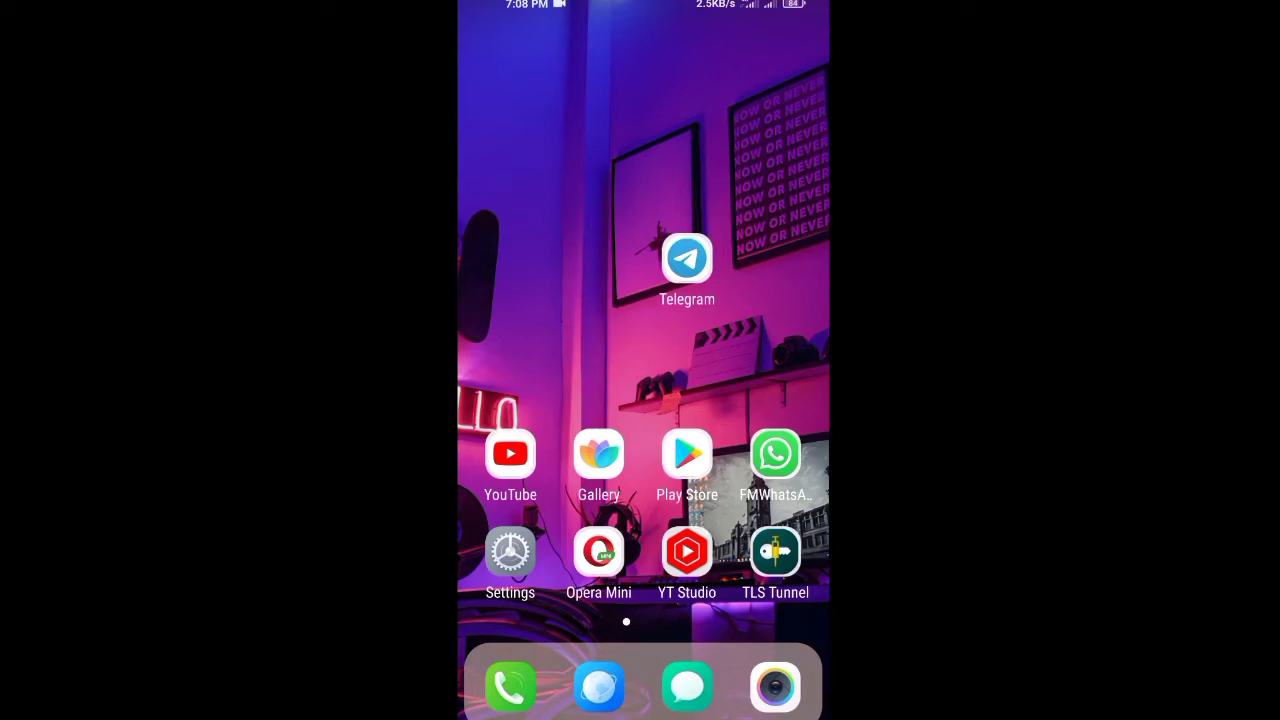 7:08 PM
2.5KB/s
84
NOW OR NEVER
NOW OR NEVER
NOW OR NEVER
NOW OR NEVER
NOW OR NEVER
NOW OR NEVER
NOW OR NEVER
NOW OR NEVER
Telegram
LLO
YouTube Gallery Play Store FMWhatsA..
Settings Opera Mini YT Studio TLS Tunnel